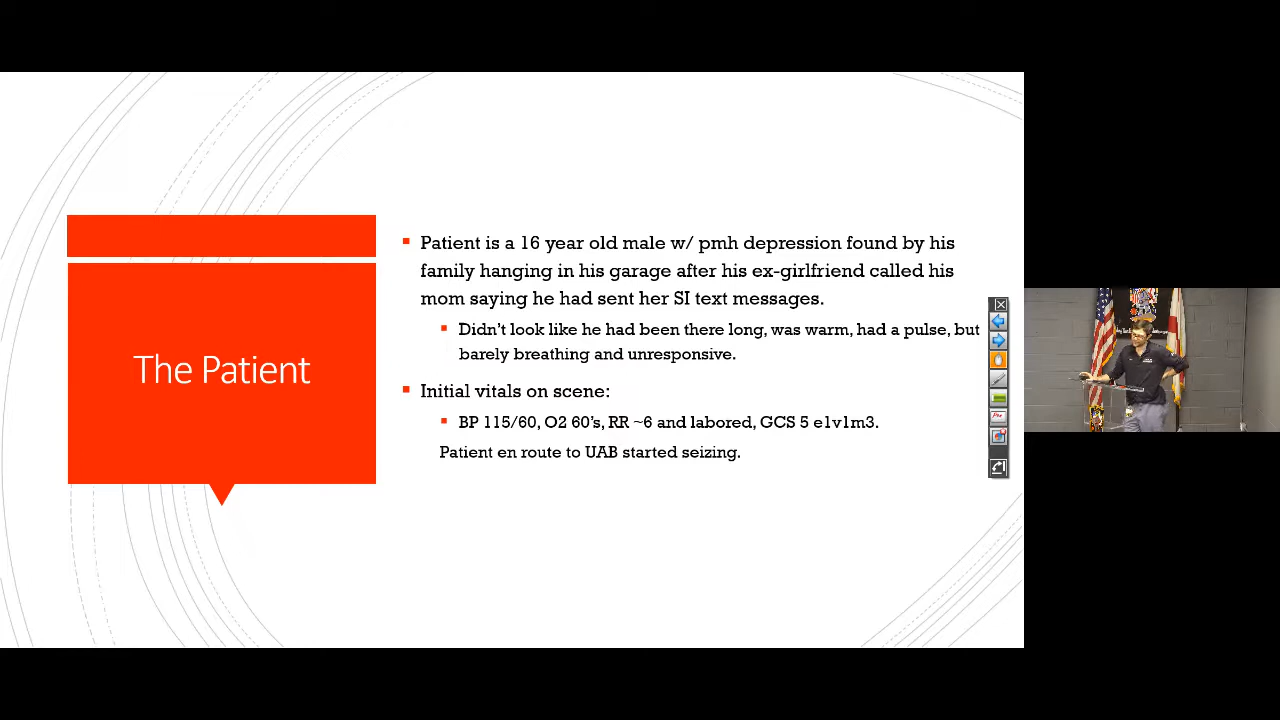 The Patient
Patient is a 16 year old male w/ pmh depression found by his
family hanging in his garage after his ex-girlfriend called his
mom saying he had sent her SI text messages.
Didn't look like he had been there long, was warm, had a pulse, but
barely breathing and unresponsive.
Initial vitals on scene:
BP 115/60, O2 60's, RR ~6 and labored, GCS 5 e1v1m3.
Patient en route to UAB started seizing.